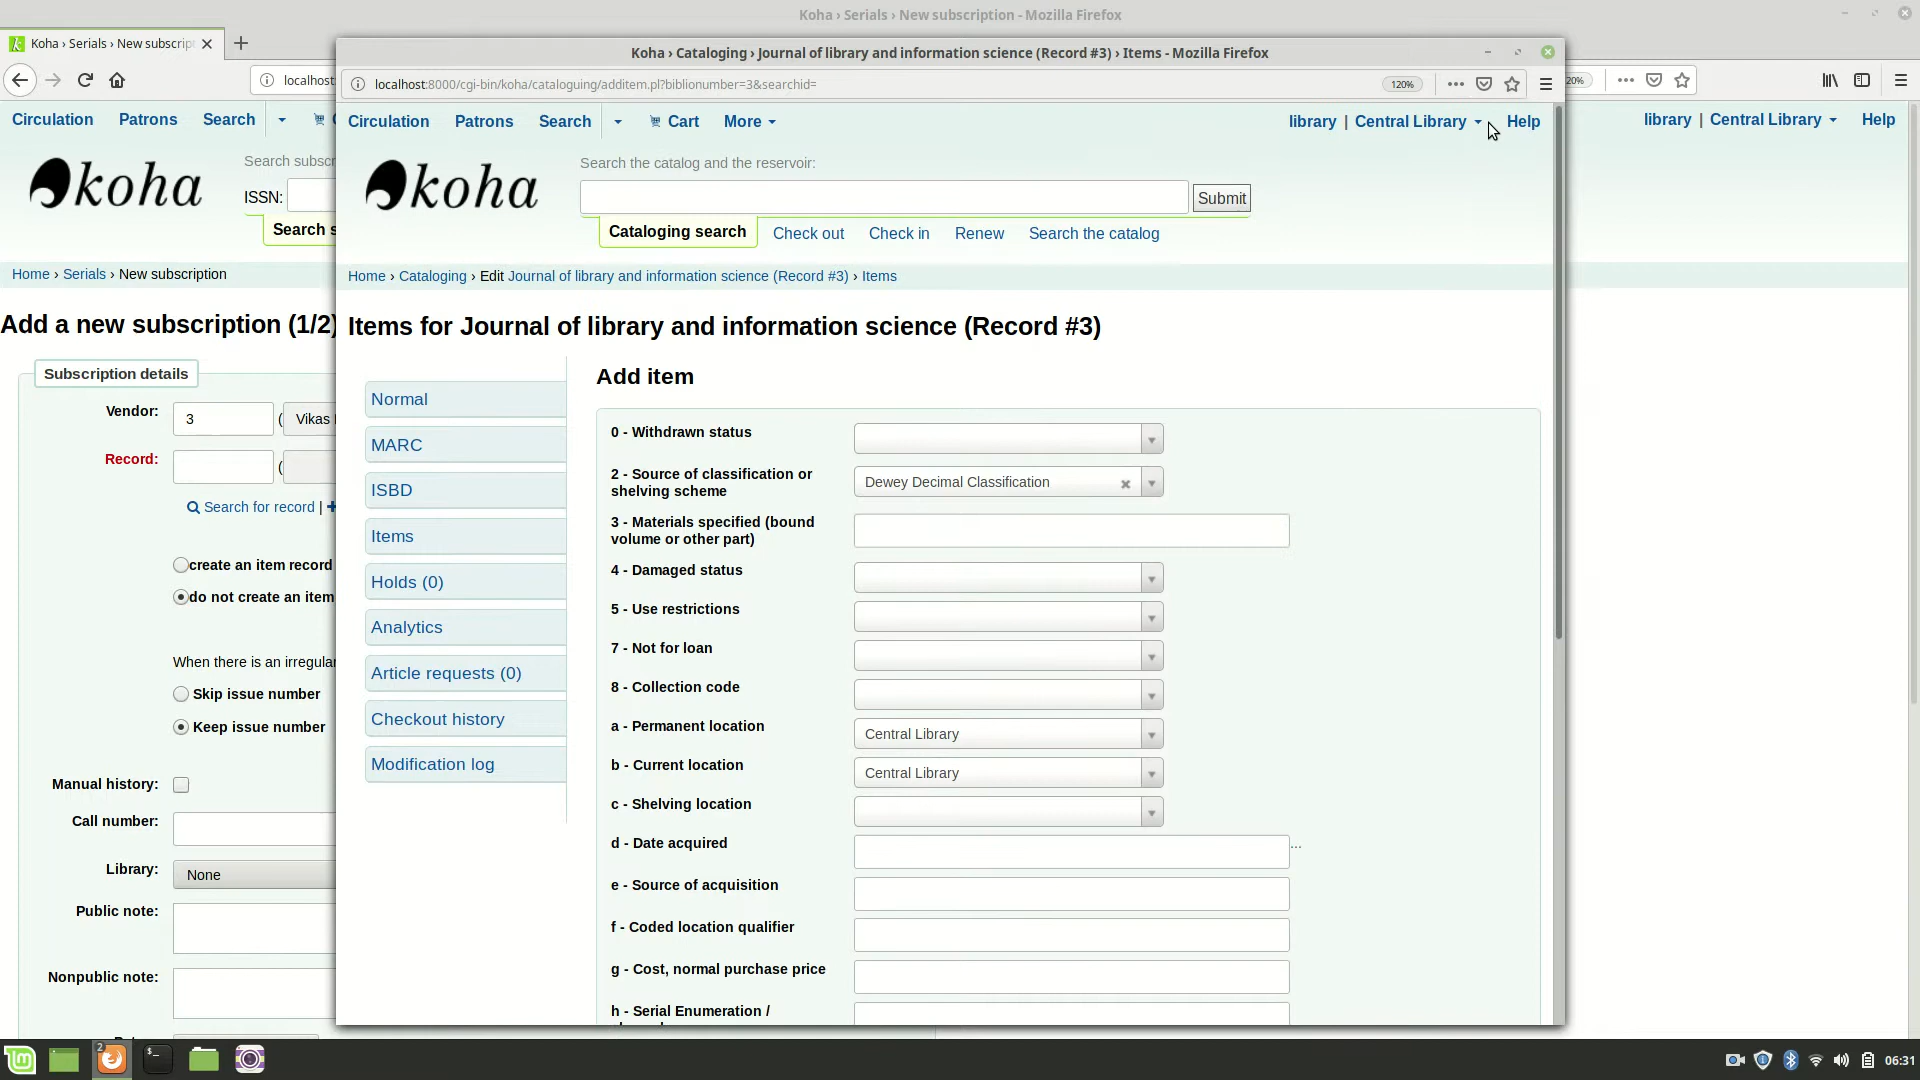 Koha › Serials › New subscription - Mozilla Firefox
Koha › Serials › New subscrip
Koha › Cataloging › Journal of library and information science (Record #3) › Items - Mozilla Firefox
localhost
localhost:8000/cgi-bin/koha/cataloguing/additem.pl?biblionumber=3&searchid=
120%
20%
Circulation Patrons Search
Circulation Patrons Search Cart More
library | Central Library Help
library | Central Library Help
koha
Search subsc
ISSN:
Search s
koha
Search the catalog and the reservoir:
Submit
Cataloging search Check out Check in Renew Search the catalog
Home › Serials › New subscription
Home › Cataloging › Edit Journal of library and information science (Record #3) › Items
Add a new subscription (1/2)
Items for Journal of library and information science (Record #3)
Subscription details
Vendor: 3 ( Vikas
Record: (
Search for record |
create an item record
do not create an item
When there is an irregular
Skip issue number
Keep issue number
Manual history:
Call number:
Library: None
Public note:
Nonpublic note:
Normal
MARC
ISBD
Items
Holds (0)
Analytics
Article requests (0)
Checkout history
Modification log
Add item
0 - Withdrawn status
2 - Source of classification or
shelving scheme
Dewey Decimal Classification
3 - Materials specified (bound
volume or other part)
4 - Damaged status
5 - Use restrictions
7 - Not for loan
8 - Collection code
a - Permanent location Central Library
b - Current location Central Library
c - Shelving location
d - Date acquired ...
e - Source of acquisition
f - Coded location qualifier
g - Cost, normal purchase price
h - Serial Enumeration /
2
06:31